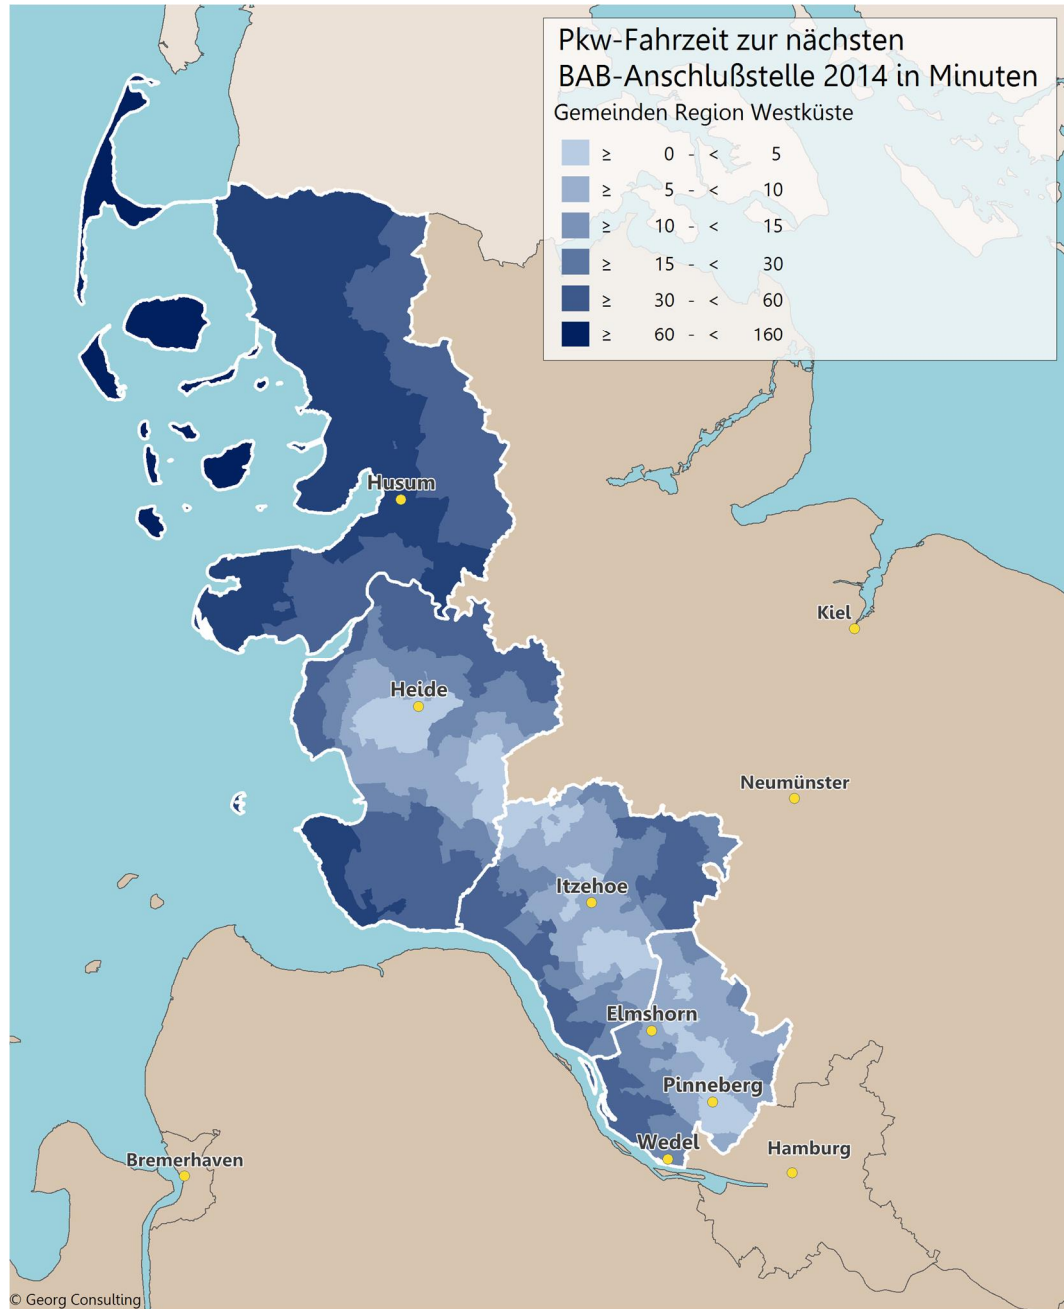 Pkw-Fahrzeit zur nächsten
BAB-Anschlußstelle 2014 in Minuten
Gemeinden Region Westküste
≥ 0 - < 5
≥ 5 - < 10
≥ 10 - < 15
≥ 15 - < 30
≥ 30 - < 60
≥ 60 - < 160
Husum
Kiel
Heide
Neumünster
Itzehoe
Elmshorn
Pinneberg
Wedel
Hamburg
Bremerhaven
© Georg Consulting